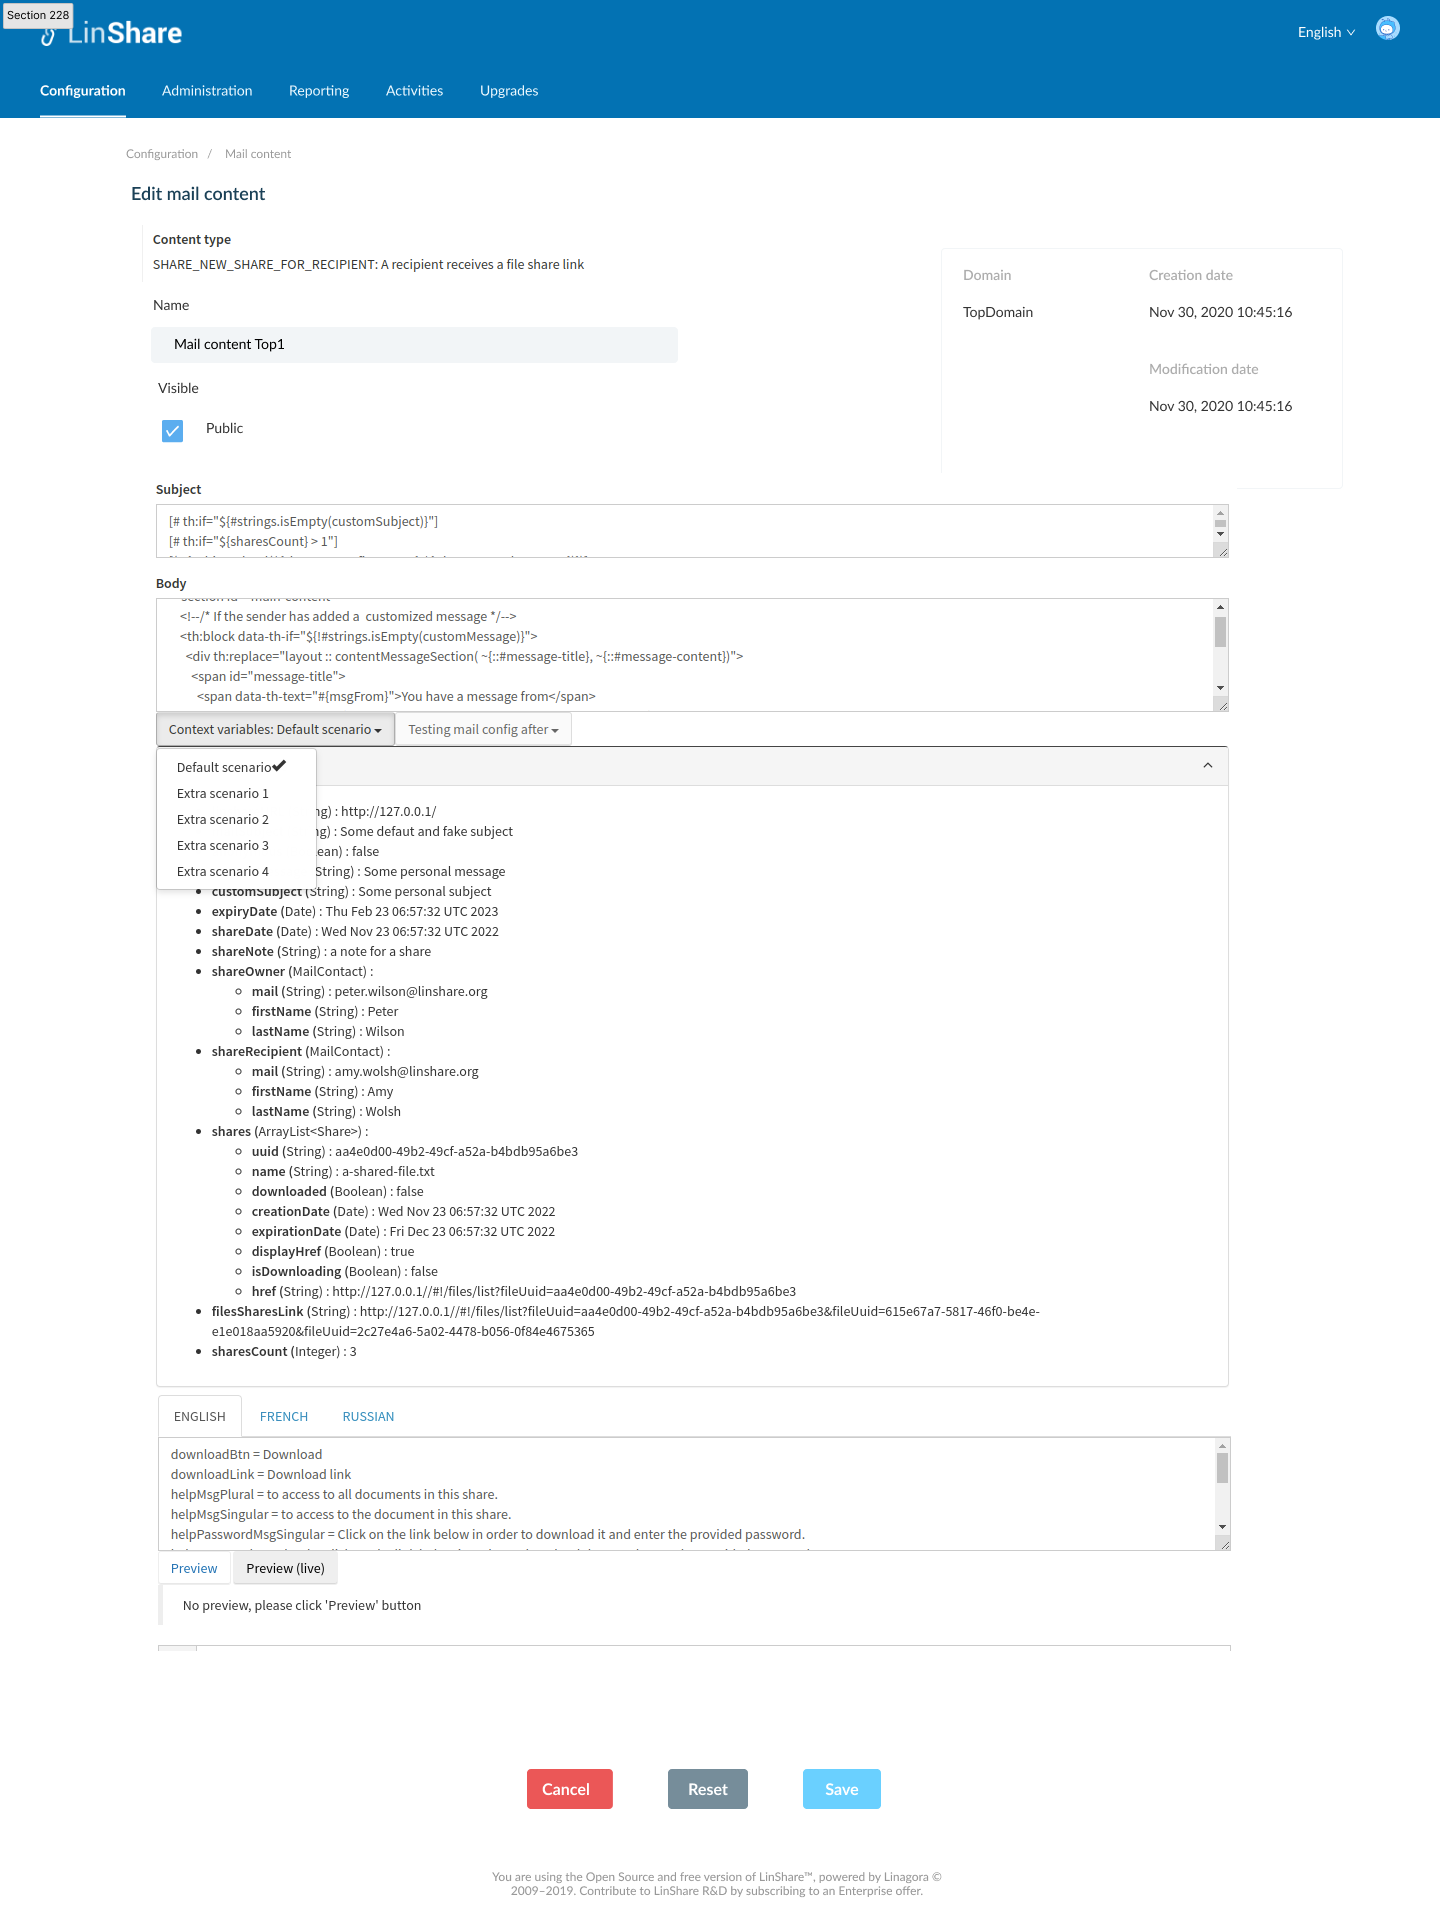 Section 228
LinShare
English
Configuration Administration Reporting Activities Upgrades
Configuration / Mail content
Edit mail content
Content type
SHARE_NEW_SHARE_FOR_RECIPIENT: A recipient receives a file share link
Domain Creation date
TopDomain Nov 30, 2020 10:45:16
Modification date
Nov 30, 2020 10:45:16
Name
Mail content Top1
Visible
Public
Subject
[# th:if="${#strings.isEmpty(customSubject)}"]
[# th:if="${sharesCount} > 1"]
Body
<!--/* If the sender has added a  customized message */-->
<th:block data-th-if="${!#strings.isEmpty(customMessage)}">
<div th:replace="layout :: contentMessageSection( ~{::#message-title}, ~{::#message-content})">
<span id="message-title">
<span data-th-text="#{msgFrom}">You have a message from</span>
Context variables: Default scenario Testing mail config after
Default scenario
Extra scenario 1
Extra scenario 2
Extra scenario 3
Extra scenario 4
ng) : http://127.0.0.1/
ng) : Some defaut and fake subject
lean) : false
String) : Some personal message
customSubject (String) : Some personal subject
expiryDate (Date) : Thu Feb 23 06:57:32 UTC 2023
shareDate (Date) : Wed Nov 23 06:57:32 UTC 2022
shareNote (String) : a note for a share
shareOwner (MailContact) :
mail (String) : peter.wilson@linshare.org
firstName (String) : Peter
lastName (String) : Wilson
shareRecipient (MailContact) :
mail (String) : amy.wolsh@linshare.org
firstName (String) : Amy
lastName (String) : Wolsh
shares (ArrayList<Share>) :
uuid (String) : aa4e0d00-49b2-49cf-a52a-b4bdb95a6be3
name (String) : a-shared-file.txt
downloaded (Boolean) : false
creationDate (Date) : Wed Nov 23 06:57:32 UTC 2022
expirationDate (Date) : Fri Dec 23 06:57:32 UTC 2022
displayHref (Boolean) : true
isDownloading (Boolean) : false
href (String) : http://127.0.0.1//#!/files/list?fileUuid=aa4e0d00-49b2-49cf-a52a-b4bdb95a6be3
filesSharesLink (String) : http://127.0.0.1//#!/files/list?fileUuid=aa4e0d00-49b2-49cf-a52a-b4bdb95a6be3&fileUuid=615e67a7-5817-46f0-be4e-
e1e018aa5920&fileUuid=2c27e4a6-5a02-4478-b056-0f84e4675365
sharesCount (Integer) : 3
ENGLISH FRENCH RUSSIAN
downloadBtn = Download
downloadLink = Download link
helpMsgPlural = to access to all documents in this share.
helpMsgSingular = to access to the document in this share.
helpPasswordMsgSingular = Click on the link below in order to download it and enter the provided password.
Preview Preview (live)
No preview, please click 'Preview' button
Cancel Reset Save
You are using the Open Source and free version of LinShare™, powered by Linagora ©
2009–2019. Contribute to LinShare R&D by subscribing to an Enterprise offer.